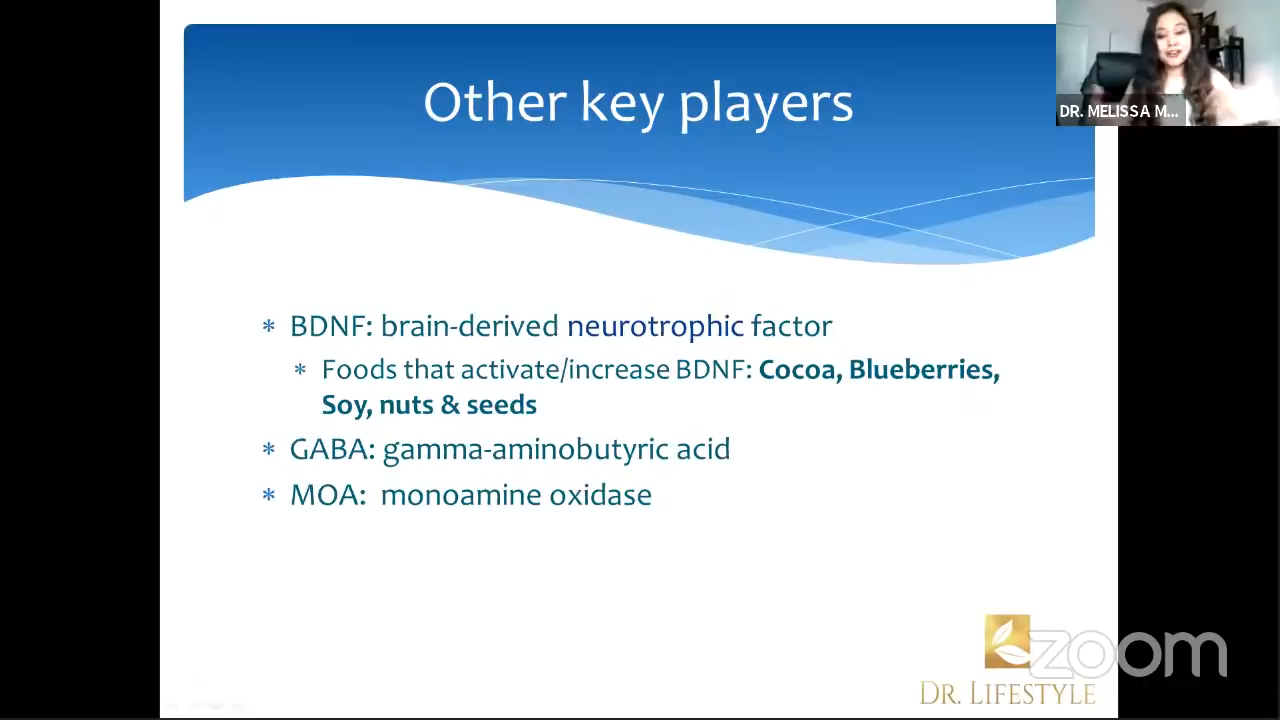 Other key players
DR. MELISSA M...
* BDNF: brain-derived neurotrophic factor
* Foods that activate/increase BDNF: Cocoa, Blueberries,
Soy, nuts & seeds
* GABA: gamma-aminobutyric acid
* MOA: monoamine oxidase
zoom
DR. LIFESTYLE